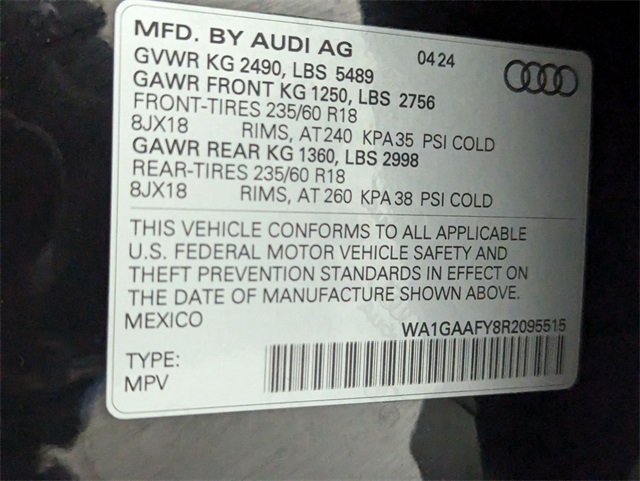 MFD. BY AUDI AG 0424
GVWR KG 2490, LBS 5489
GAWR FRONT KG 1250, LBS 2756
FRONT-TIRES 235/60 R18
8JX18 RIMS, AT 240 KPA 35 PSI COLD
GAWR REAR KG 1360, LBS 2998
REAR-TIRES 235/60 R18
8JX18 RIMS, AT 260 KPA 38 PSI COLD
THIS VEHICLE CONFORMS TO ALL APPLICABLE
U.S. FEDERAL MOTOR VEHICLE SAFETY AND
THEFT PREVENTION STANDARDS IN EFFECT ON
THE DATE OF MANUFACTURE SHOWN ABOVE.
MEXICO WA1GAAFY8R2095515
TYPE:
MPV